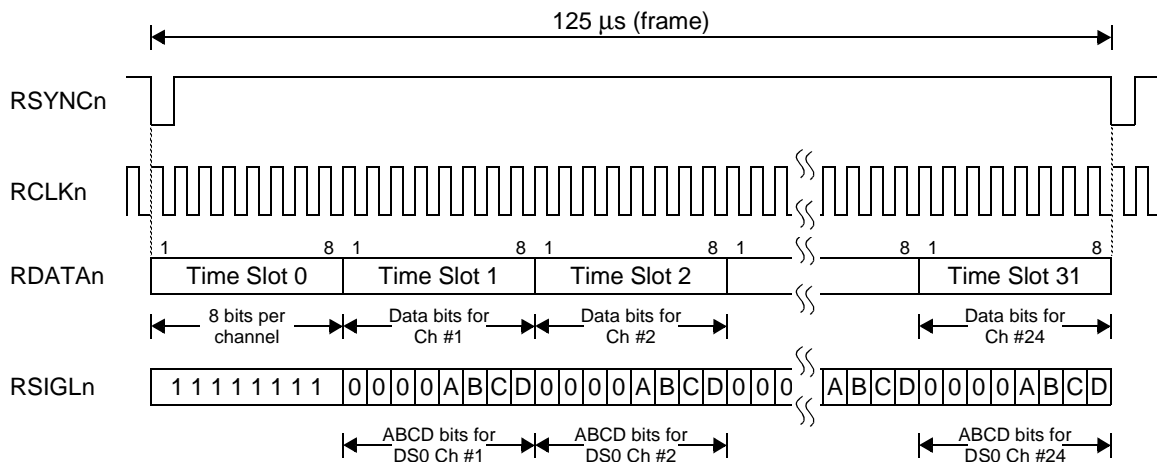 125 μs (frame)
RSYNCn
RCLKn
1 8 1 8 1 8 1 8 1 8
RDATAn Time Slot 0 Time Slot 1 Time Slot 2 Time Slot 31
8 bits per channel Data bits for Ch #1 Data bits for Ch #2 Data bits for Ch #24
RSIGLn 1 1 1 1 1 1 1 1 0 0 0 0 A B C D 0 0 0 0 A B C D 0 0 0 A B C D 0 0 0 0 A B C D
ABCD bits for DS0 Ch #1 ABCD bits for DS0 Ch #2 ABCD bits for DS0 Ch #24